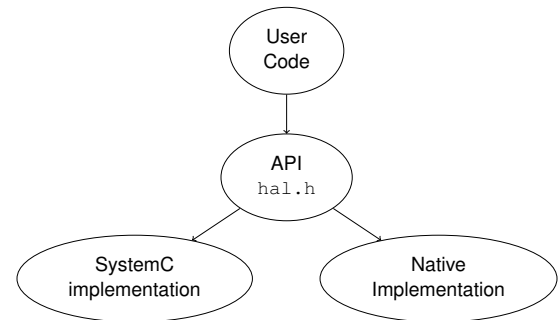 User
Code
API
hal.h
SystemC
implementation
Native
Implementation